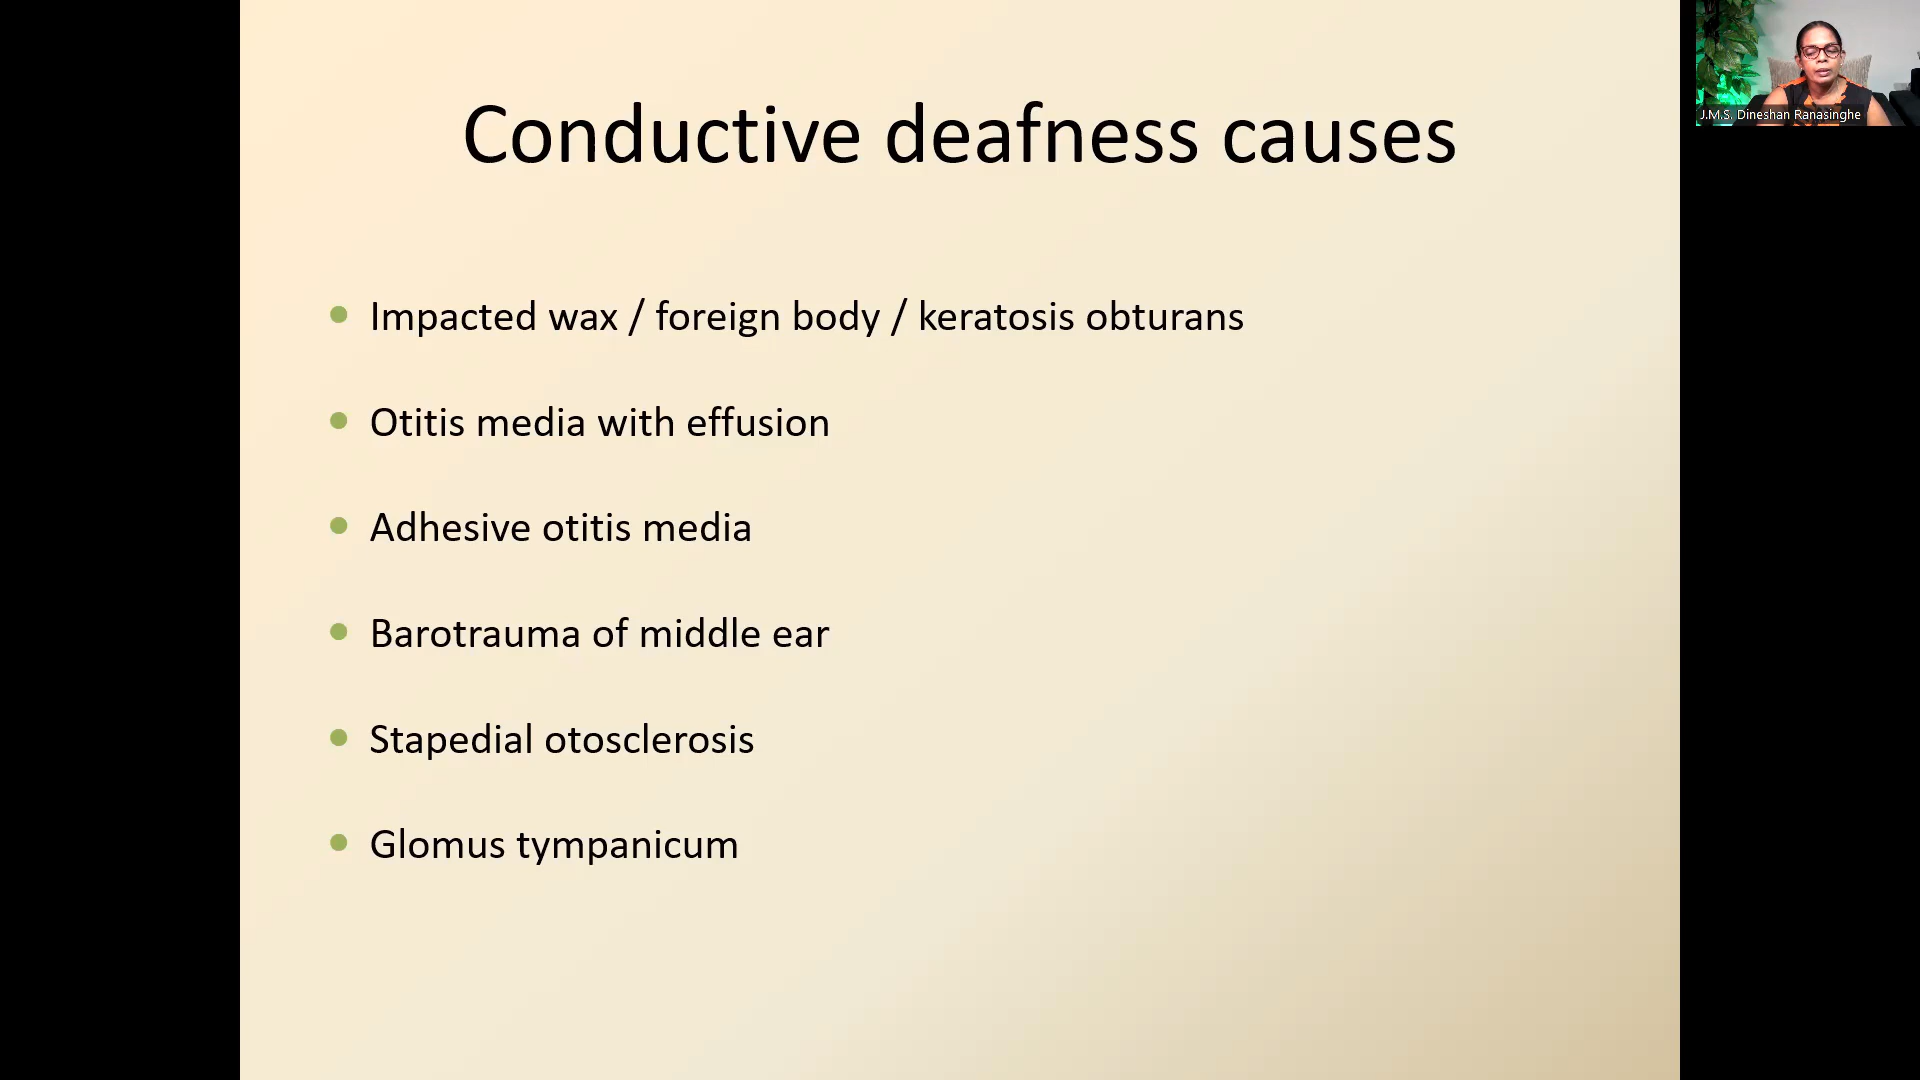 Conductive deafness causes
Impacted wax / foreign body / keratosis obturans
Otitis media with effusion
Adhesive otitis media
Barotrauma of middle ear
Stapedial otosclerosis
Glomus tympanicum
J.M.S. Dineshan Ranasinghe